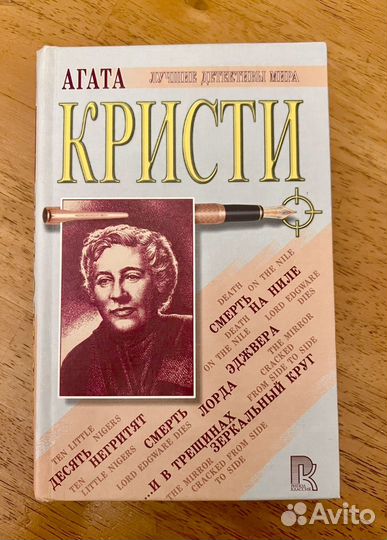 АГАТА
ЛУЧШИЕ ДЕТЕКТИВЫ МИРА
КРИСТИ
DEATH ON THE NILE
СМЕРТЬ НА НИЛЕ
DEATH LORD EDGWARE
ON THE NILE DIES
СМЕРТЬ ЛОРДА ЭДЖВЕРА
THE MIRROR
CRACKED
FROM SIDE TO SIDE
TEN LITTLE NIGERS
ДЕСЯТЬ НЕГРИТЯТ
TEN LITTLE NIGERS
LORD EDGWARE DIES
...И В ТРЕЩИНАХ
ЗЕРКАЛЬНЫЙ КРУГ
THE MIRROR
CRACKED FROM SIDE
TO SIDE
Avito